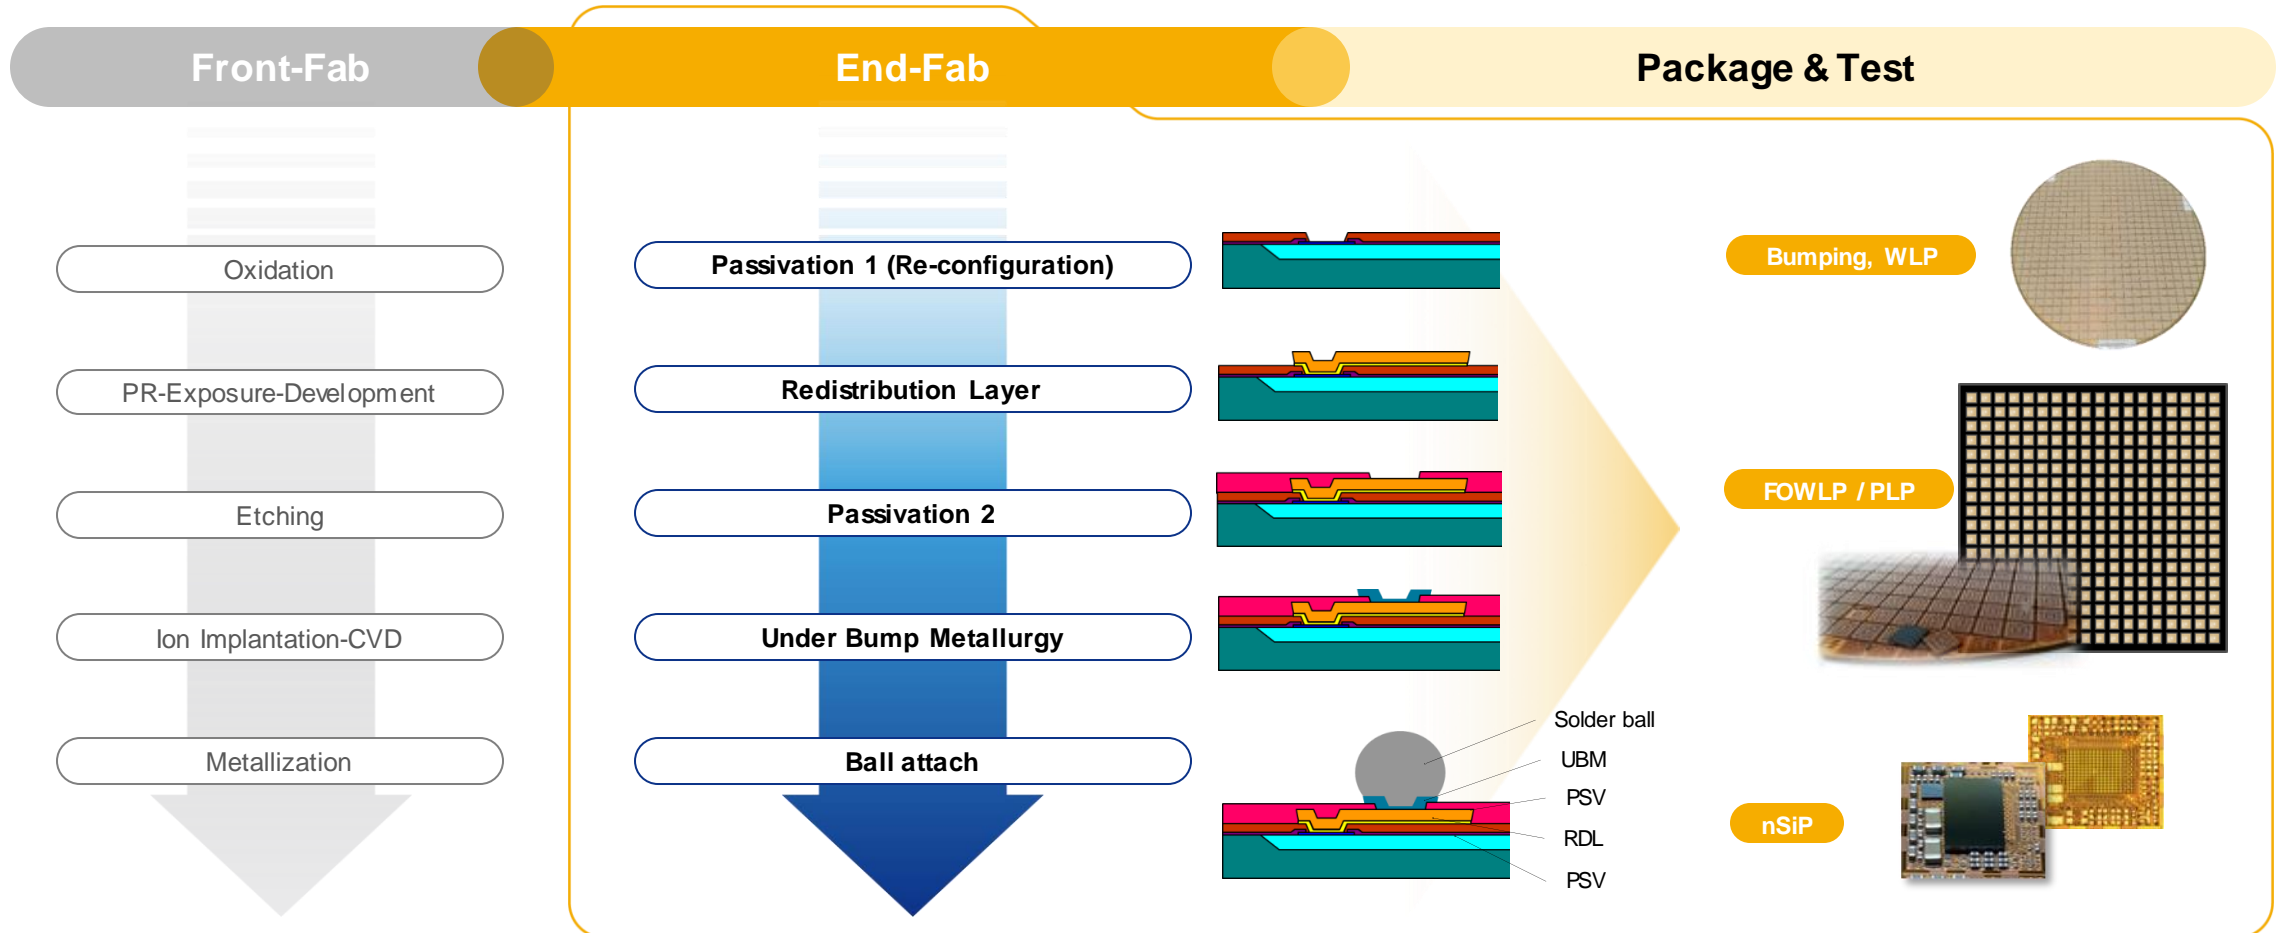 Front-Fab
End-Fab
Package & Test
Oxidation
PR-Exposure-Development
Etching
Ion Implantation-CVD
Metallization
Passivation 1 (Re-configuration)
Redistribution Layer
Passivation 2
Under Bump Metallurgy
Ball attach
Solder ball
UBM
PSV
RDL
PSV
Bumping, WLP
FOWLP / PLP
nSiP